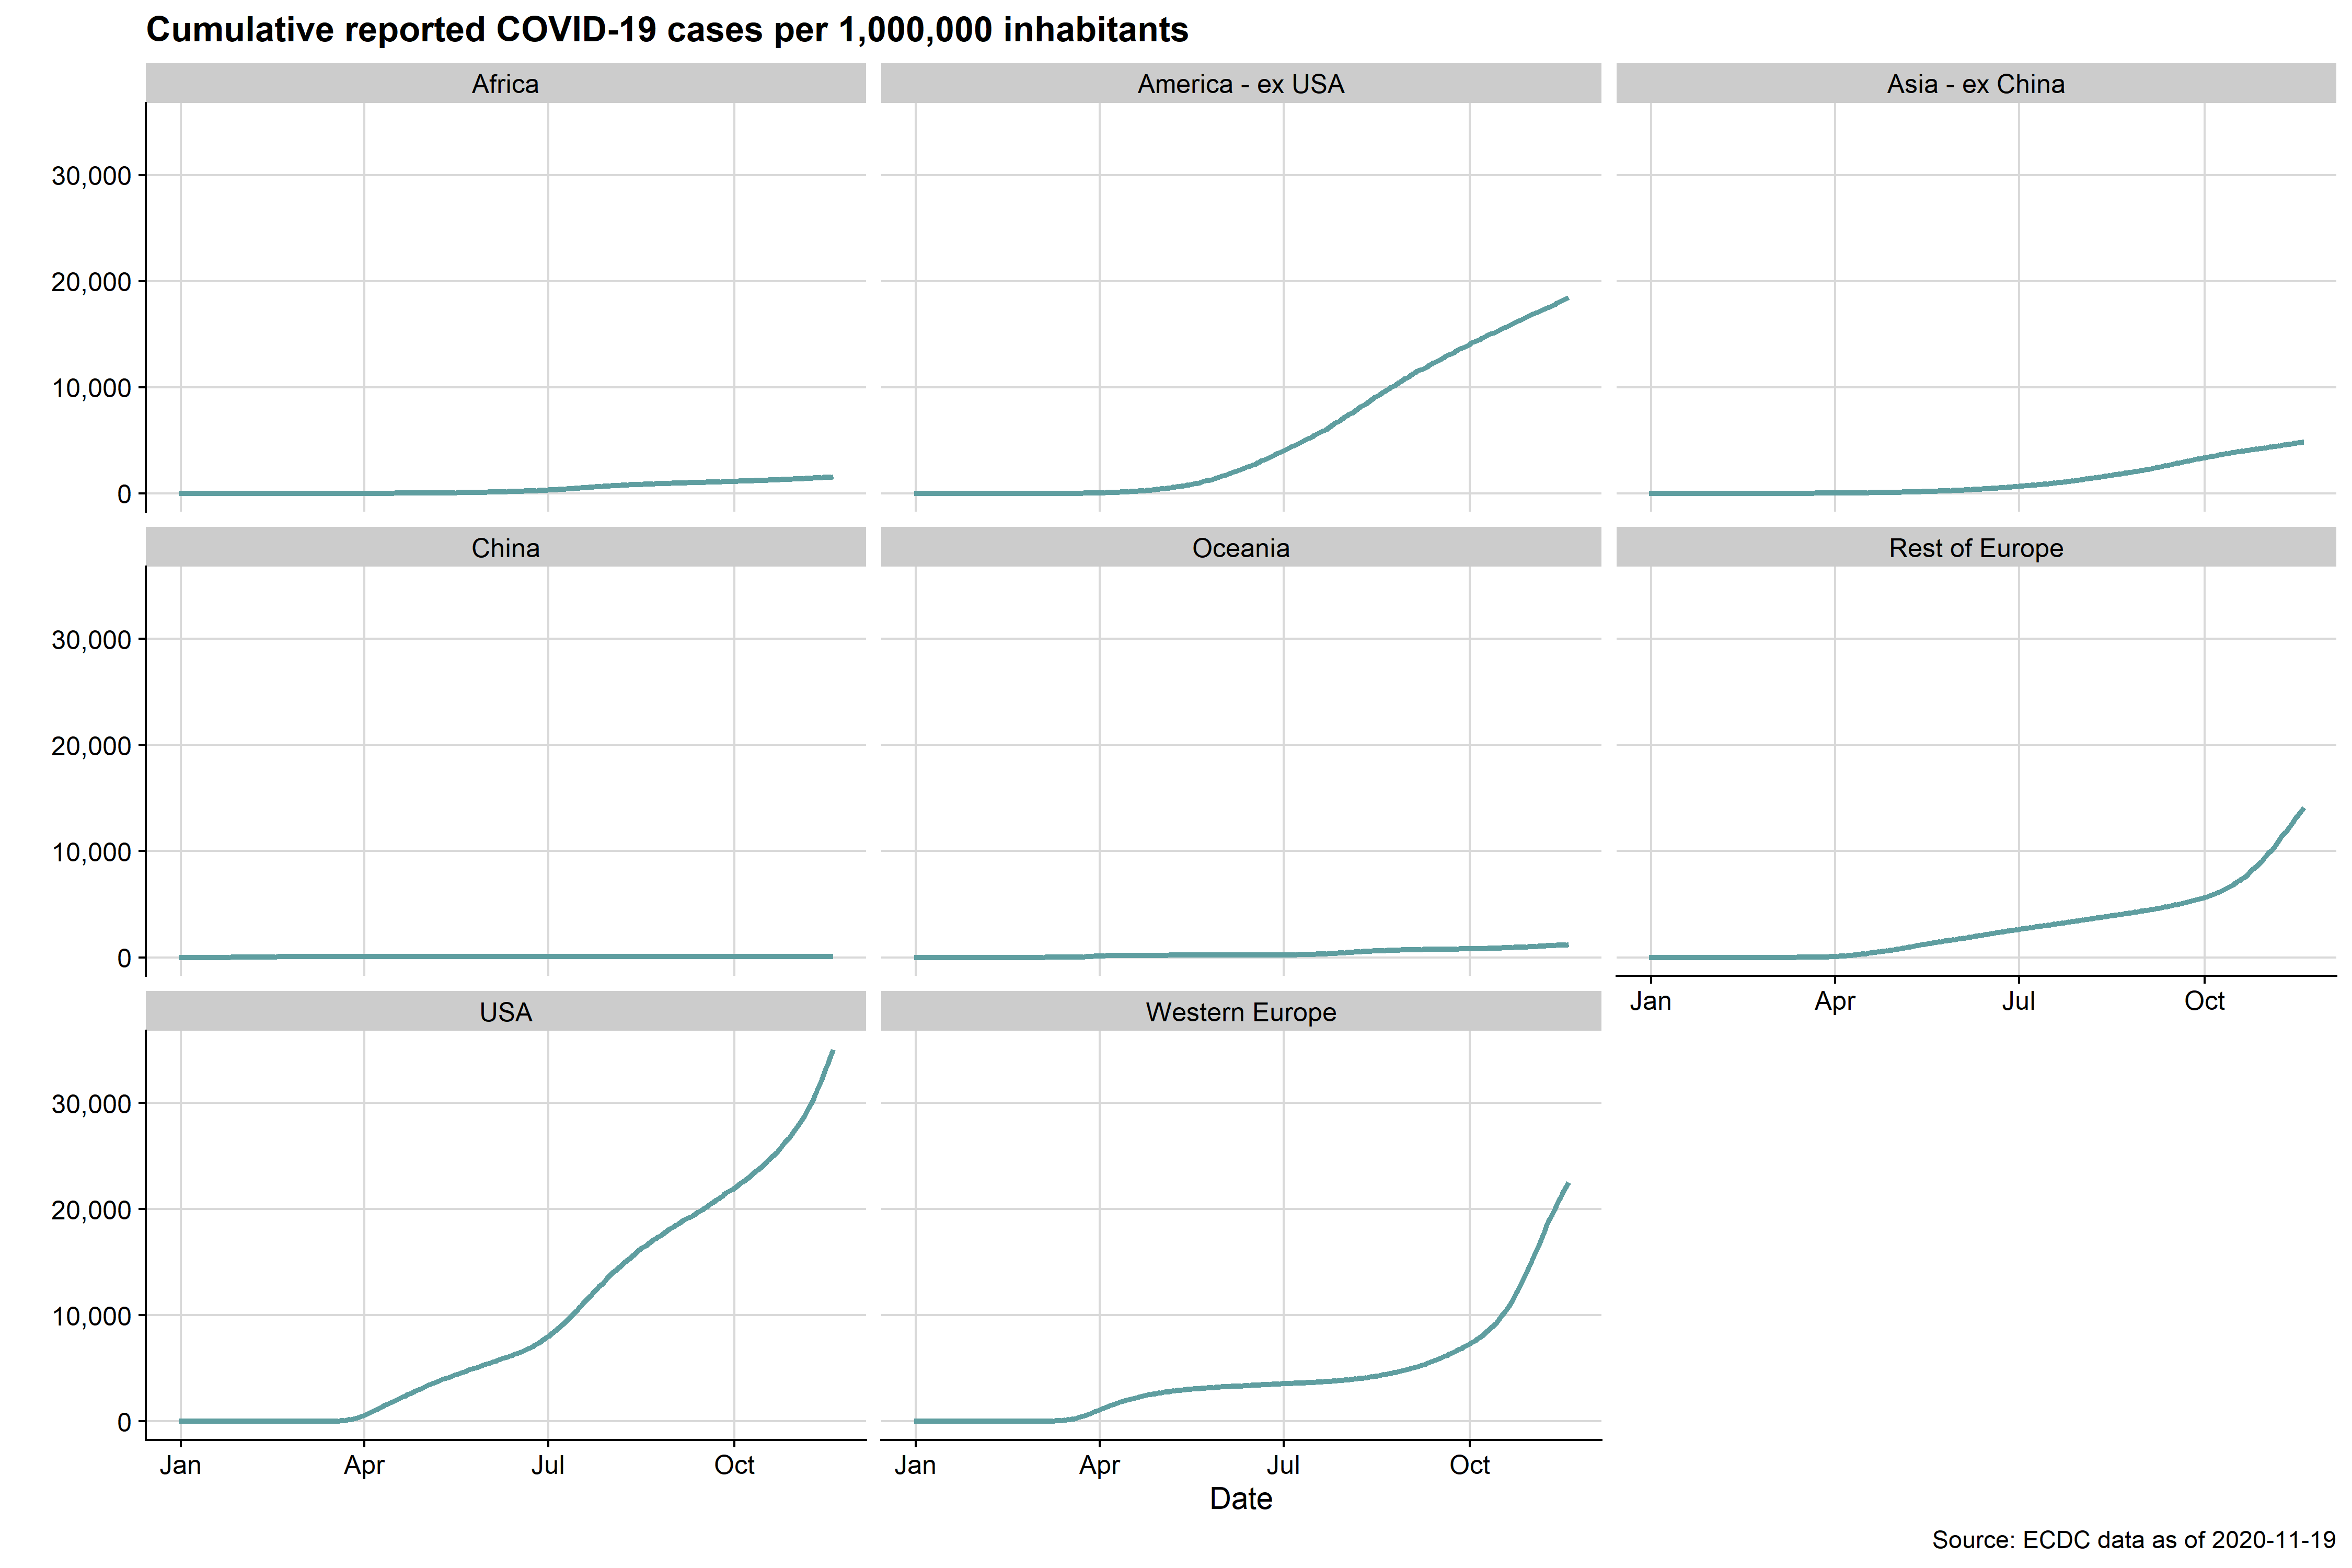 Cumulative reported COVID-19 cases per 1,000,000 inhabitants
Africa
America - ex USA
Asia - ex China
30,000
20,000
10,000
0
China
Oceania
Rest of Europe
30,000
20,000
10,000
0
Jan Apr Jul Oct
USA
Western Europe
30,000
20,000
10,000
0
Jan Apr Jul Oct
Jan Apr Jul Oct
Date
Source: ECDC data as of 2020-11-19